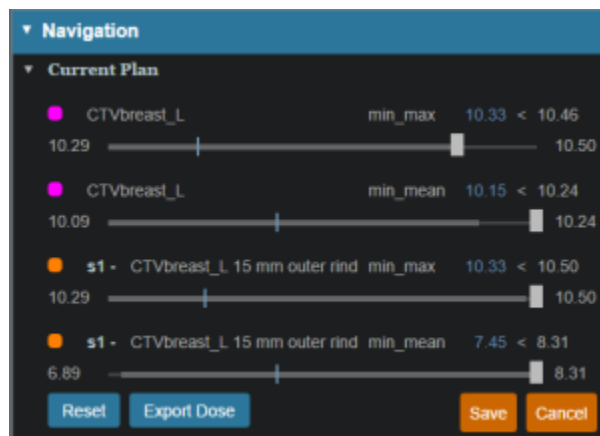 Navigation
Current Plan
CTVbreast_L min_max 10.33 < 10.46
10.29 10.50
CTVbreast_L min_mean 10.15 < 10.24
10.09 10.24
s1 - CTVbreast_L 15 mm outer rind min_max 10.33 < 10.50
10.29 10.50
s1 - CTVbreast_L 15 mm outer rind min_mean 7.45 < 8.31
6.89 8.31
Reset Export Dose Save Cancel